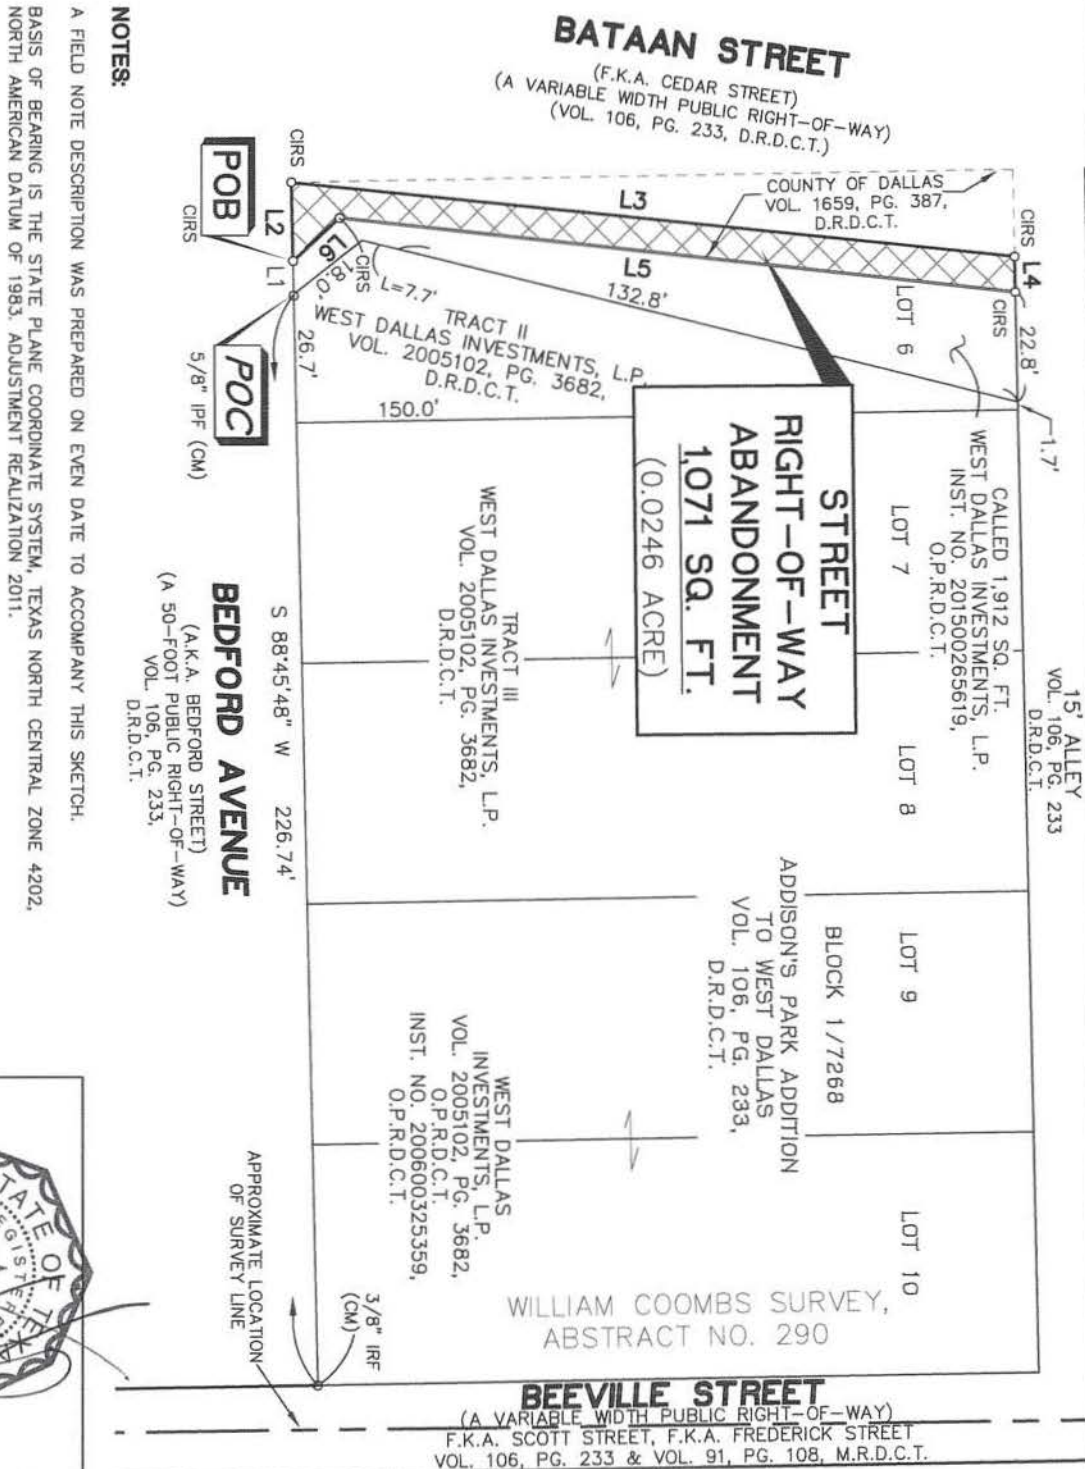 BATAAN STREET
(F.K.A. CEDAR STREET)
(A VARIABLE WIDTH PUBLIC RIGHT-OF-WAY)
(VOL. 106, PG. 233, D.R.D.C.T.)
COUNTY OF DALLAS
VOL. 1659, PG. 387,
D.R.D.C.T.
CIRS
L4
CIRS
22.8'
1.7'
15' ALLEY
VOL. 106, PG. 233
D.R.D.C.T.
L3
L5
132.8'
LOT 6
CIRS
L2
L1
POB
CIRS
L6
CIRS
8.0'
L=7.7'
TRACT II
WEST DALLAS INVESTMENTS, L.P.
VOL. 2005102, PG. 3682,
D.R.D.C.T.
26.7'
150.0'
POC
5/8" IPF (CM)
STREET
RIGHT-OF-WAY
ABANDONMENT
1,071 SQ. FT.
(0.0246 ACRE)
CALLED 1,912 SQ. FT.
WEST DALLAS INVESTMENTS, L.P.
INST. NO. 201500265619,
O.P.R.D.C.T.
LOT 7
LOT 8
LOT 9
LOT 10
TRACT III
WEST DALLAS INVESTMENTS, L.P.
VOL. 2005102, PG. 3682,
D.R.D.C.T.
BLOCK 1/7268
ADDISON'S PARK ADDITION
TO WEST DALLAS
VOL. 106, PG. 233,
D.R.D.C.T.
WEST DALLAS
INVESTMENTS, L.P.
VOL. 2005102, PG. 3682,
O.P.R.D.C.T.
INST. NO. 200600325359,
O.P.R.D.C.T.
S 88°45'48" W 226.74'
BEDFORD AVENUE
(A.K.A. BEDFORD STREET)
(A 50-FOOT PUBLIC RIGHT-OF-WAY)
VOL. 106, PG. 233,
D.R.D.C.T.
3/8" IRF
(CM)
APPROXIMATE LOCATION
OF SURVEY LINE
WILLIAM COOMBS SURVEY,
ABSTRACT NO. 290
BEEVILLE STREET
(A VARIABLE WIDTH PUBLIC RIGHT-OF-WAY)
F.K.A. SCOTT STREET, F.K.A. FREDERICK STREET
VOL. 106, PG. 233 & VOL. 91, PG. 108, M.R.D.C.T.
NOTES:
A FIELD NOTE DESCRIPTION WAS PREPARED ON EVEN DATE TO ACCOMPANY THIS SKETCH.
BASIS OF BEARING IS THE STATE PLANE COORDINATE SYSTEM, TEXAS NORTH CENTRAL ZONE 4202,
NORTH AMERICAN DATUM OF 1983. ADJUSTMENT REALIZATION 2011.
TATE OF TE